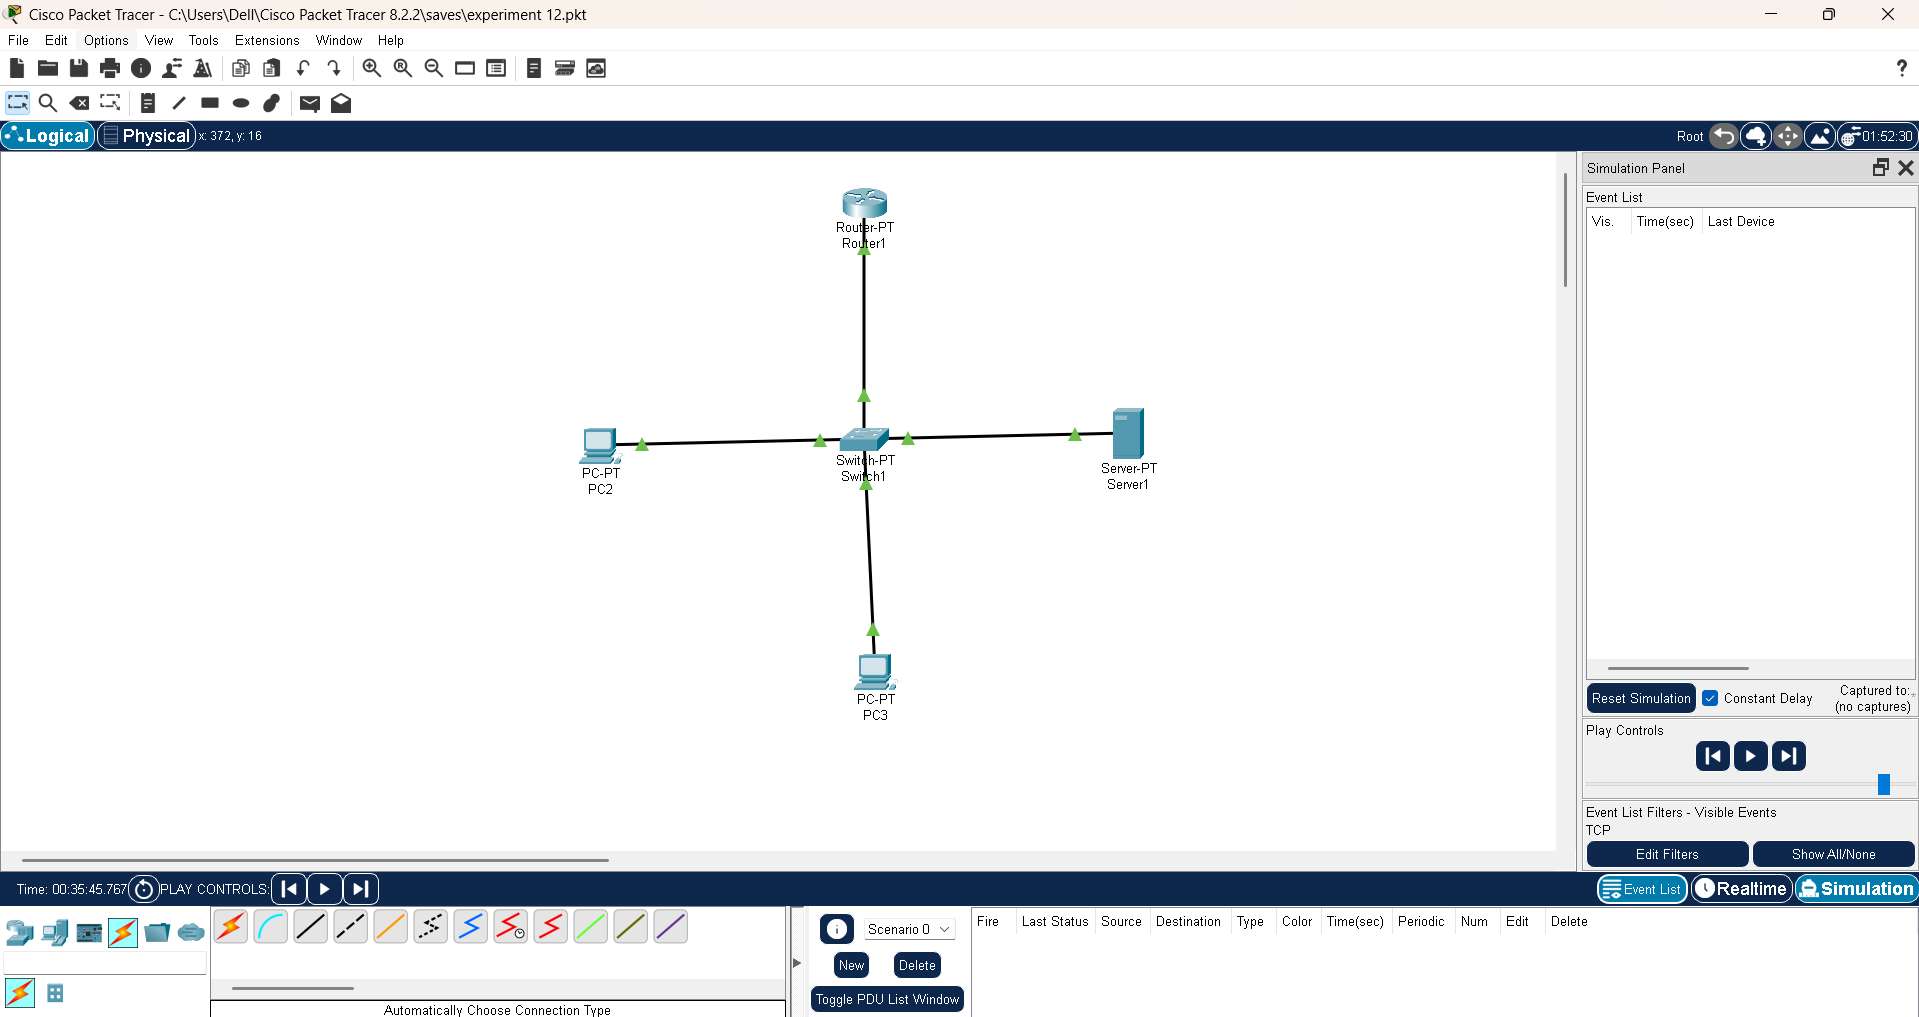 Cisco Packet Tracer - C:\Users\Dell\Cisco Packet Tracer 8.2.2\saves\experiment 12.pkt
File Edit Options View Tools Extensions Window Help
?
Logical Physical x: 372, y: 16 Root 01:52:30
Simulation Panel
Event List
Vis. Time(sec) Last Device
Router-PT
Router1
PC-PT
PC2
Switch-PT
Switch1
Server-PT
Server1
PC-PT
PC3
Reset Simulation Constant Delay Captured to:
(no captures)
Play Controls
Event List Filters - Visible Events
TCP
Edit Filters Show All/None
Time: 00:35:45.767 PLAY CONTROLS: Event List Realtime Simulation
Scenario 0
New Delete
Toggle PDU List Window
Fire Last Status Source Destination Type Color Time(sec) Periodic Num Edit Delete
Automatically Choose Connection Type